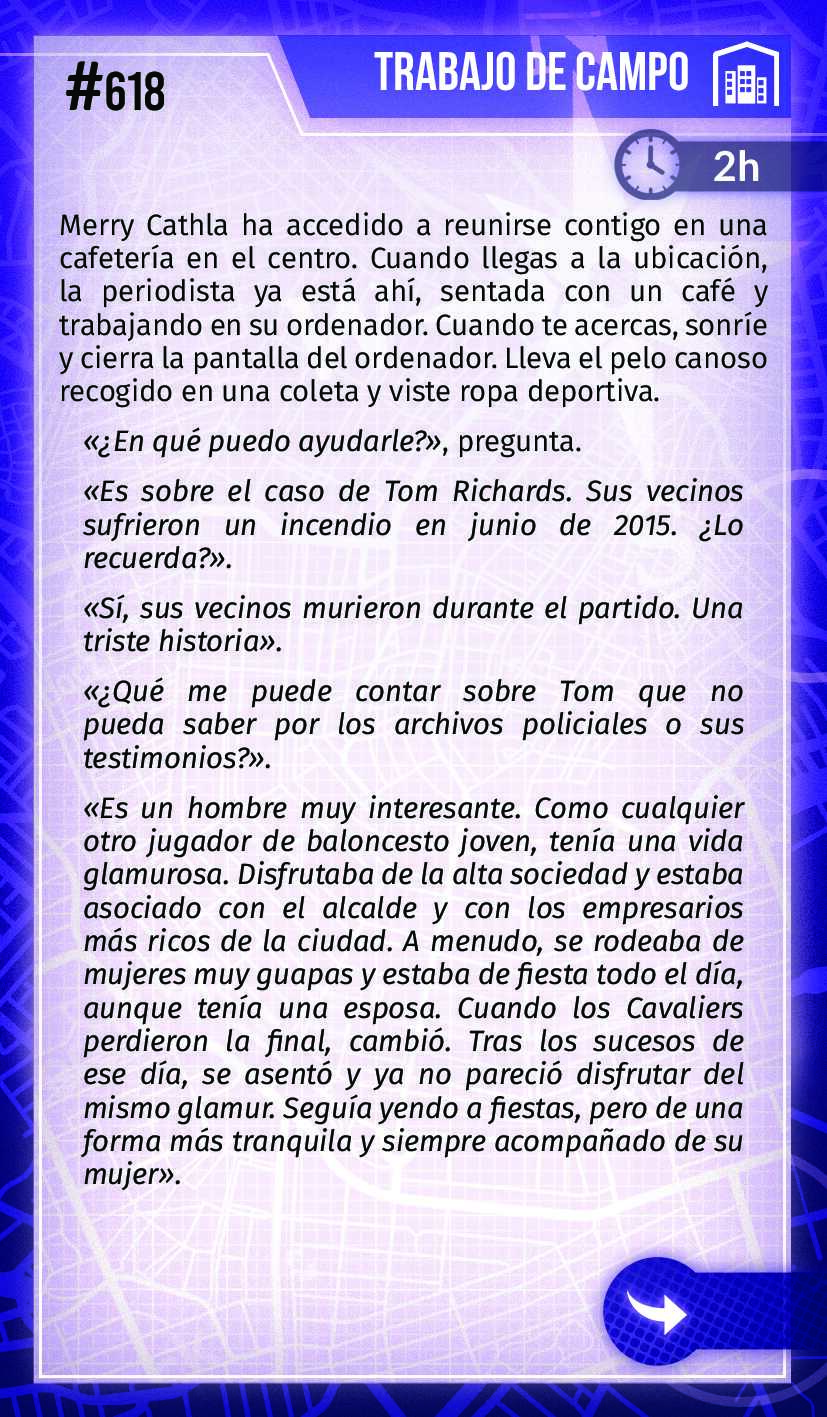 #618
TRABAJO DE CAMPO
2h
Merry Cathla ha accedido a reunirse contigo en una
cafetería en el centro. Cuando llegas a la ubicación,
la periodista ya está ahí, sentada con un café y
trabajando en su ordenador. Cuando te acercas, sonríe
y cierra la pantalla del ordenador. Lleva el pelo canoso
recogido en una coleta y viste ropa deportiva.
«¿En qué puedo ayudarle?», pregunta.
«Es sobre el caso de Tom Richards. Sus vecinos
sufrieron un incendio en junio de 2015. ¿Lo
recuerda?».
«Sí, sus vecinos murieron durante el partido. Una
triste historia».
«¿Qué me puede contar sobre Tom que no
pueda saber por los archivos policiales o sus
testimonios?».
«Es un hombre muy interesante. Como cualquier
otro jugador de baloncesto joven, tenía una vida
glamurosa. Disfrutaba de la alta sociedad y estaba
asociado con el alcalde y con los empresarios
más ricos de la ciudad. A menudo, se rodeaba de
mujeres muy guapas y estaba de fiesta todo el día,
aunque tenía una esposa. Cuando los Cavaliers
perdieron la final, cambió. Tras los sucesos de
ese día, se asentó y ya no pareció disfrutar del
mismo glamur. Seguía yendo a fiestas, pero de una
forma más tranquila y siempre acompañado de su
mujer».